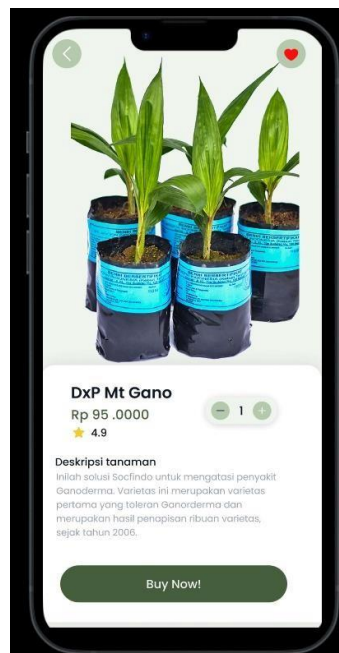 DxP Mt Gano
Rp 95 .0000
1
4.9
Deskripsi tanaman
Inilah solusi Socfindo untuk mengatasi penyakit
Ganoderma. Varietas ini merupakan varietas
pertama yang toleran Ganorderma dan
merupakan hasil penapisan ribuan varietas,
sejak tahun 2006.
Buy Now!